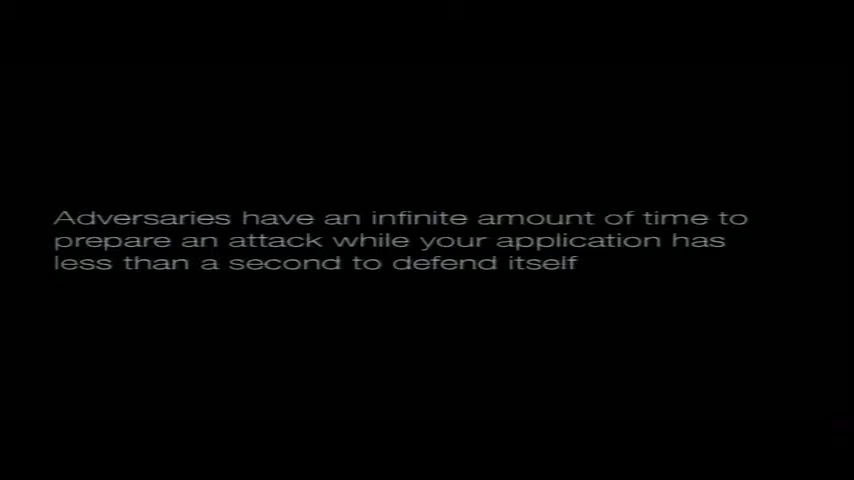 Adversaries have an infinite amount of time to
prepare an attack while your application has
less than a second to defend itself